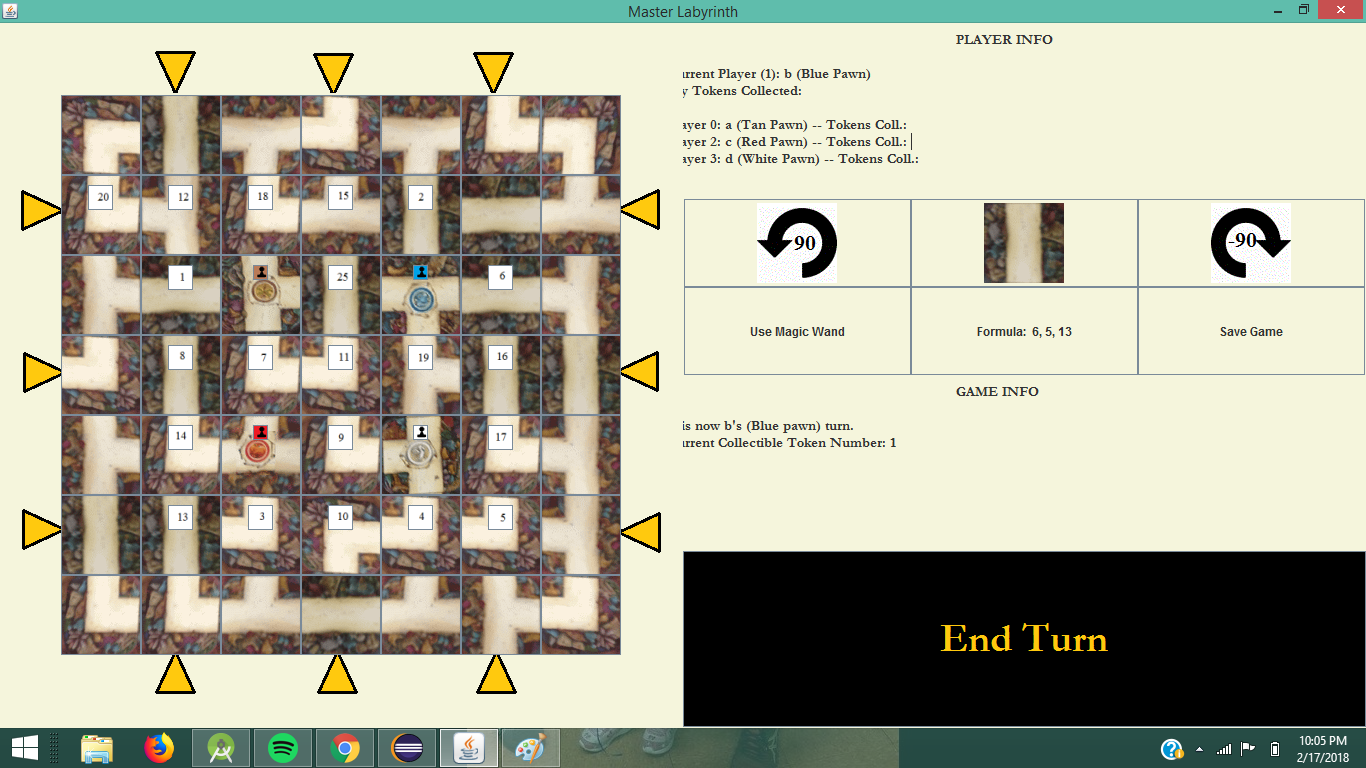 Master Labyrinth
PLAYER INFO
urrent Player (1): b (Blue Pawn)
y Tokens Collected:
ayer 0: a (Tan Pawn) -- Tokens Coll.:
ayer 2: c (Red Pawn) -- Tokens Coll.:
ayer 3: d (White Pawn) -- Tokens Coll.:
20 12 18 15 2
1 25 6
8 7 11 19 16
14 9 17
13 3 10 4 5
90
-90
Use Magic Wand
Formula: 6, 5, 13
Save Game
GAME INFO
is now b's (Blue pawn) turn.
urrent Collectible Token Number: 1
End Turn
10:05 PM
2/17/2018